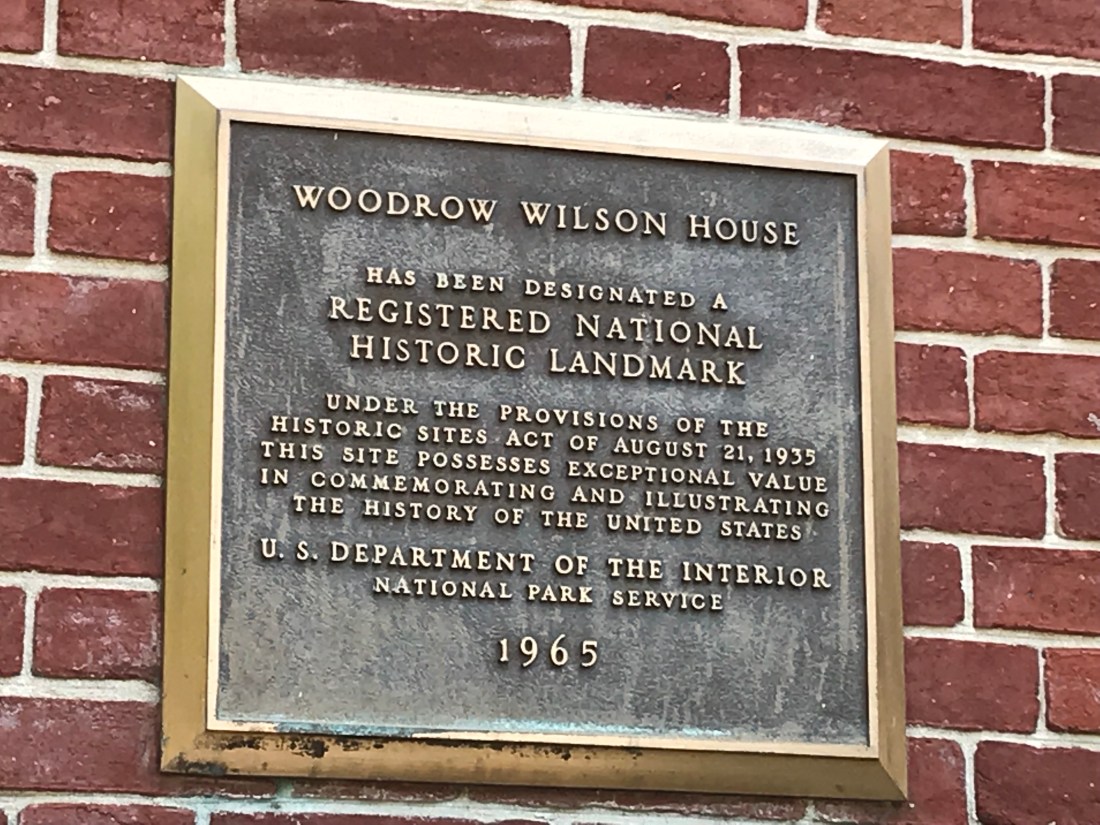 WOODROW WILSON HOUSE
HAS BEEN DESIGNATED A
REGISTERED NATIONAL
HISTORIC LANDMARK
UNDER THE PROVISIONS OF THE
HISTORIC SITES ACT OF AUGUST 21, 1935
THIS SITE POSSESSES EXCEPTIONAL VALUE
IN COMMEMORATING AND ILLUSTRATING
THE HISTORY OF THE UNITED STATES
U. S. DEPARTMENT OF THE INTERIOR
NATIONAL PARK SERVICE
1965